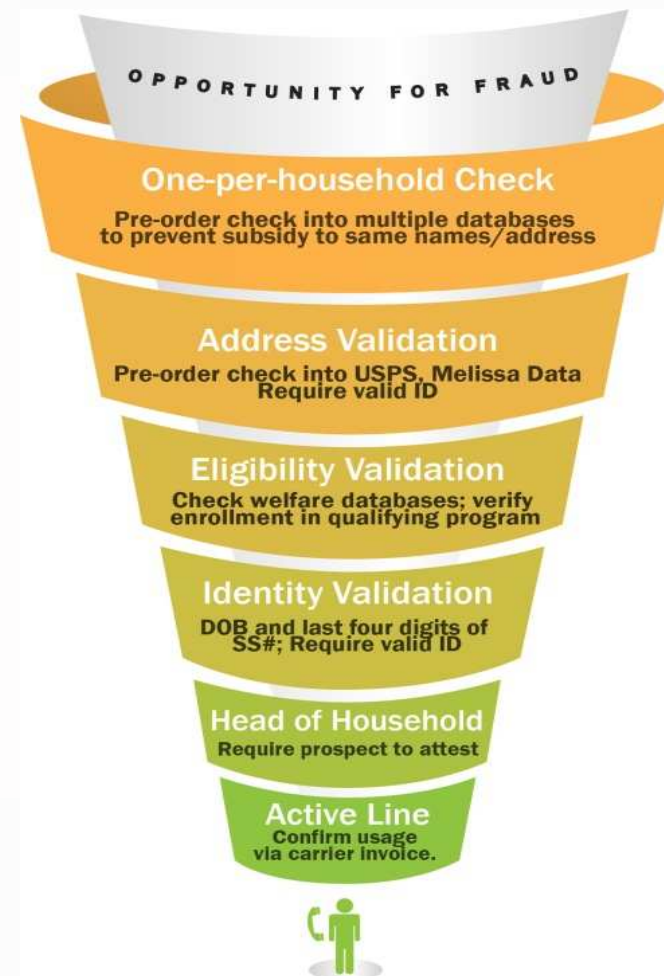 OPPORTUNITY FOR FRAUD
One-per-household Check
Pre-order check into multiple databases
to prevent subsidy to same names/address
Address Validation
Pre-order check into USPS, Melissa Data
Require valid ID
Eligibility Validation
Check welfare databases; verify
enrollment in qualifying program
Identity Validation
DOB and last four digits of
SS#; Require valid ID
Head of Household
Require prospect to attest
Active Line
Confirm usage
via carrier invoice.